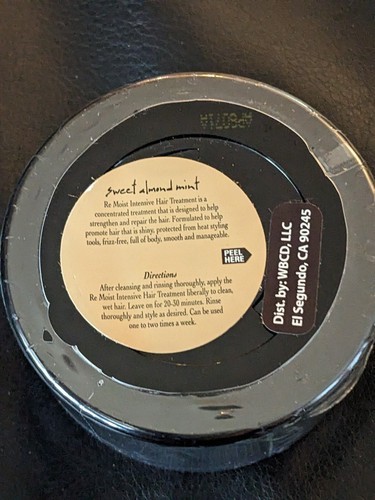 AP6071A
sweet almond mint
Re Moist Intensive Hair Treatment is a
concentrated treatment that is designed to help
strengthen and repair the hair. Formulated to help
promote hair that is shiny, protected from heat styling
tools, frizz-free, full of body, smooth and manageable.
PEEL
HERE
Directions
After cleansing and rinsing thoroughly, apply the
Re Moist Intensive Hair Treatment liberally to clean,
wet hair. Leave on for 20-30 minutes. Rinse
thoroughly and style as desired. Can be used
one to two times a week.
Dist by: WBCD, LLC
El Segundo, CA 90245